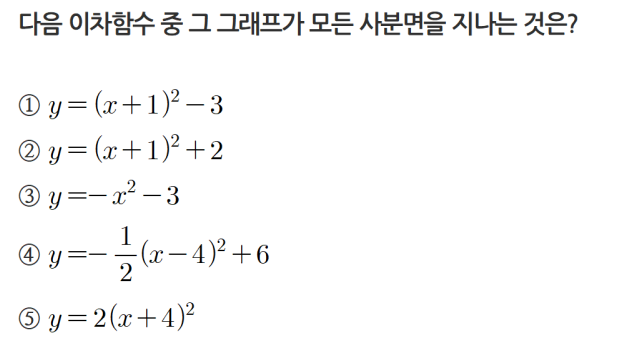 다음 이차함수 중 그 그래프가 모든 사분면을 지나는 것은?
① y=(x+1)²−3
② y=(x+1)²+2
③ y=−x²−3
④ y=−1/2(x−4)²+6
⑤ y=2(x+4)²